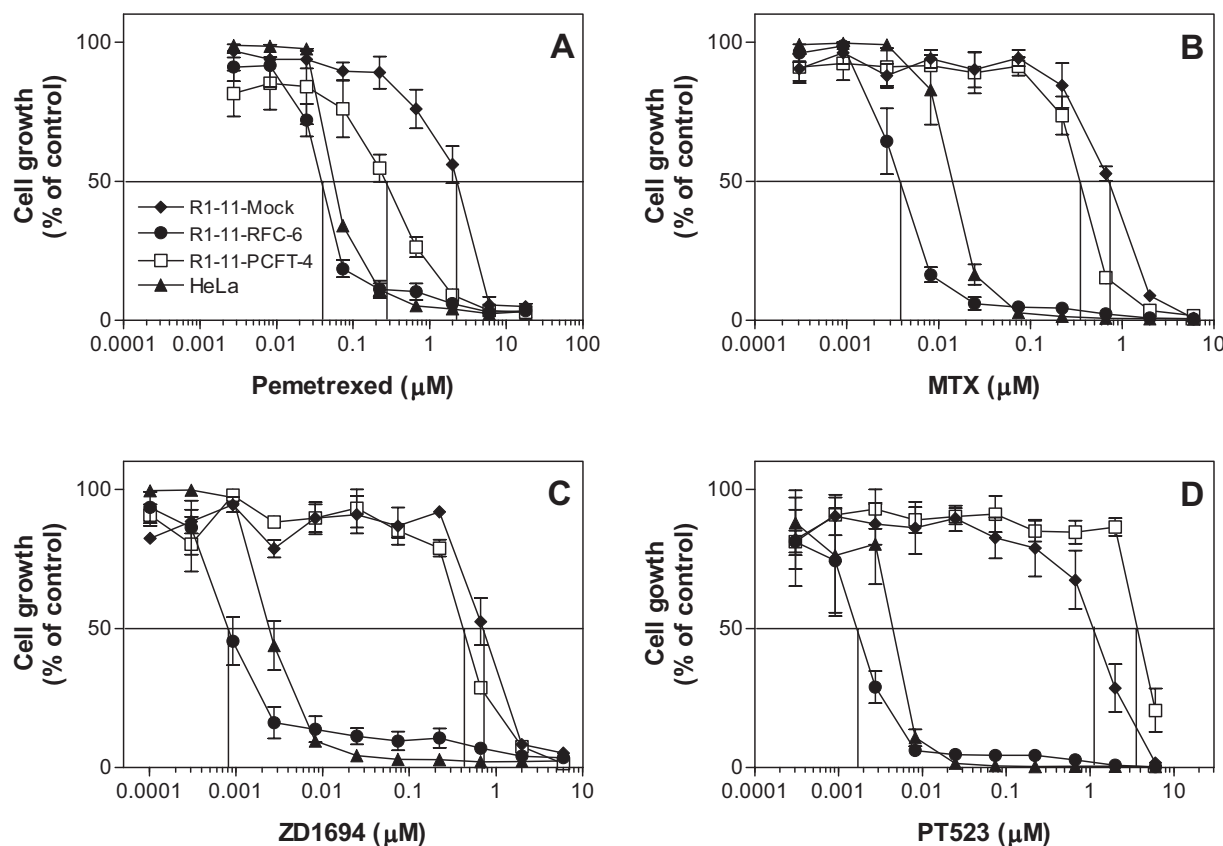 A
100
50
0
Cell growth
(% of control)
R1-11-Mock
R1-11-RFC-6
R1-11-PCFT-4
HeLa
0.0001 0.001 0.01 0.1 1 10 100
Pemetrexed (μM)
B
100
50
0
Cell growth
(% of control)
0.0001 0.001 0.01 0.1 1 10
MTX (μM)
C
100
50
0
Cell growth
(% of control)
0.0001 0.001 0.01 0.1 1 10
ZD1694 (μM)
D
100
50
0
Cell gowth
(% of control)
0.0001 0.001 0.01 0.1 1 10
PT523 (μM)